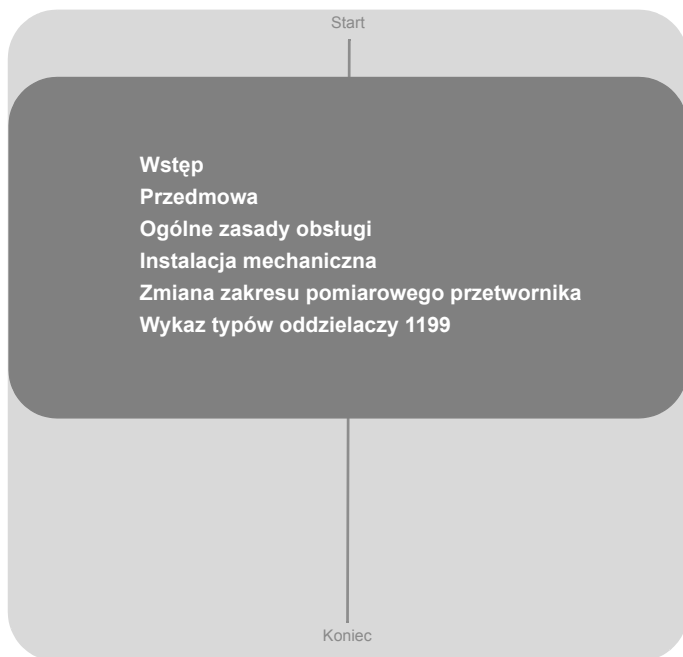 Start
Wstęp
Przedmowa
Ogólne zasady obsługi
Instalacja mechaniczna
Zmiana zakresu pomiarowego przetwornika
Wykaz typów oddzielaczy 1199
Koniec